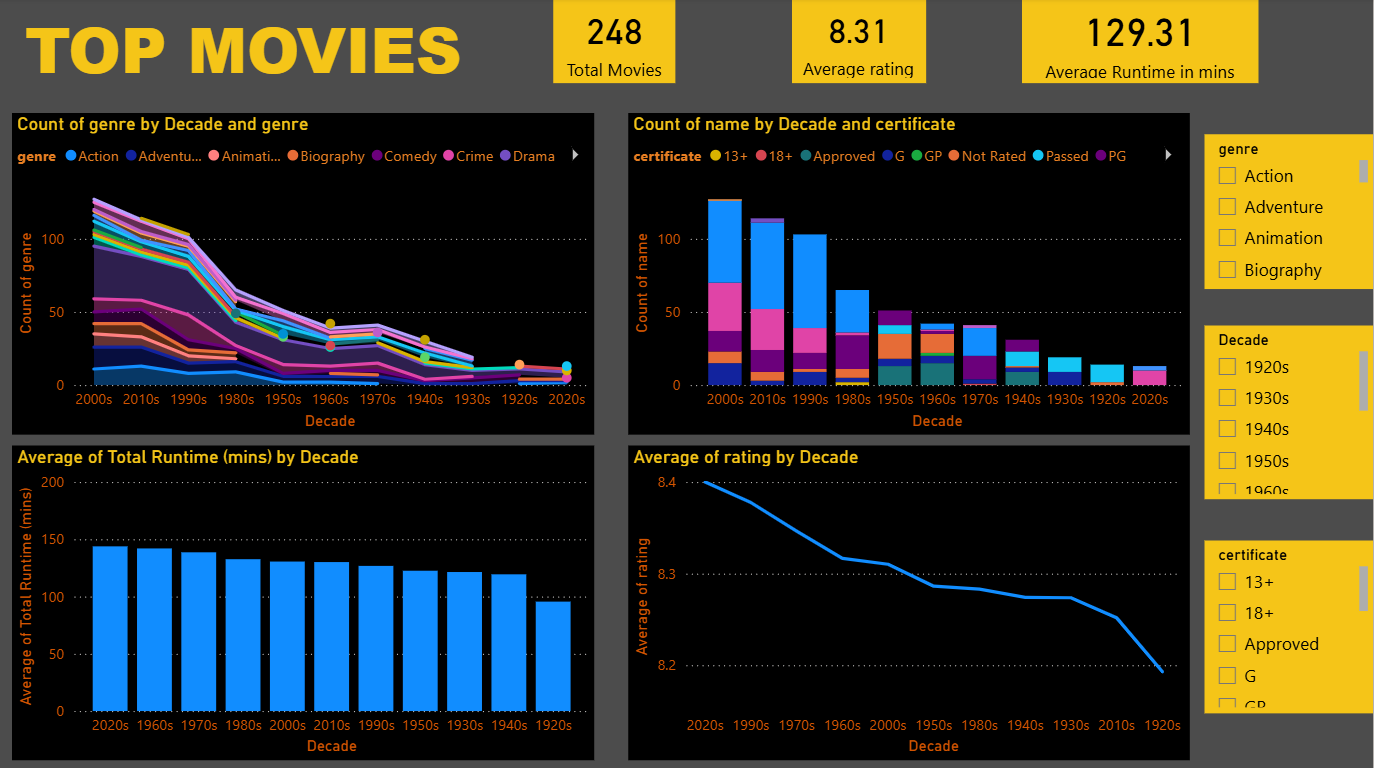 TOP MOVIES
248
Total Movies
8.31
Average rating
129.31
Average Runtime in mins
Count of genre by Decade and genre
genre Action Adventu... Animati... Biography Comedy Crime Drama
Count of genre
100
50
0
2000s 2010s 1990s 1980s 1950s 1960s 1970s 1940s 1930s 1920s 2020s
Decade
Count of name by Decade and certificate
certificate 13+ 18+ Approved G GP Not Rated Passed PG
Count of name
100
50
0
2000s 2010s 1990s 1980s 1950s 1960s 1970s 1940s 1930s 1920s 2020s
Decade
Average of Total Runtime (mins) by Decade
Average of Total Runtime (mins)
200
150
100
50
0
2020s 1960s 1970s 1980s 2000s 2010s 1990s 1950s 1930s 1940s 1920s
Decade
Average of rating by Decade
Average of rating
8.4
8.3
8.2
2020s 1990s 1970s 1960s 2000s 1950s 1980s 1940s 1930s 2010s 1920s
Decade
genre
Action
Adventure
Animation
Biography
Decade
1920s
1930s
1940s
1950s
1960s
certificate
13+
18+
Approved
G
GP